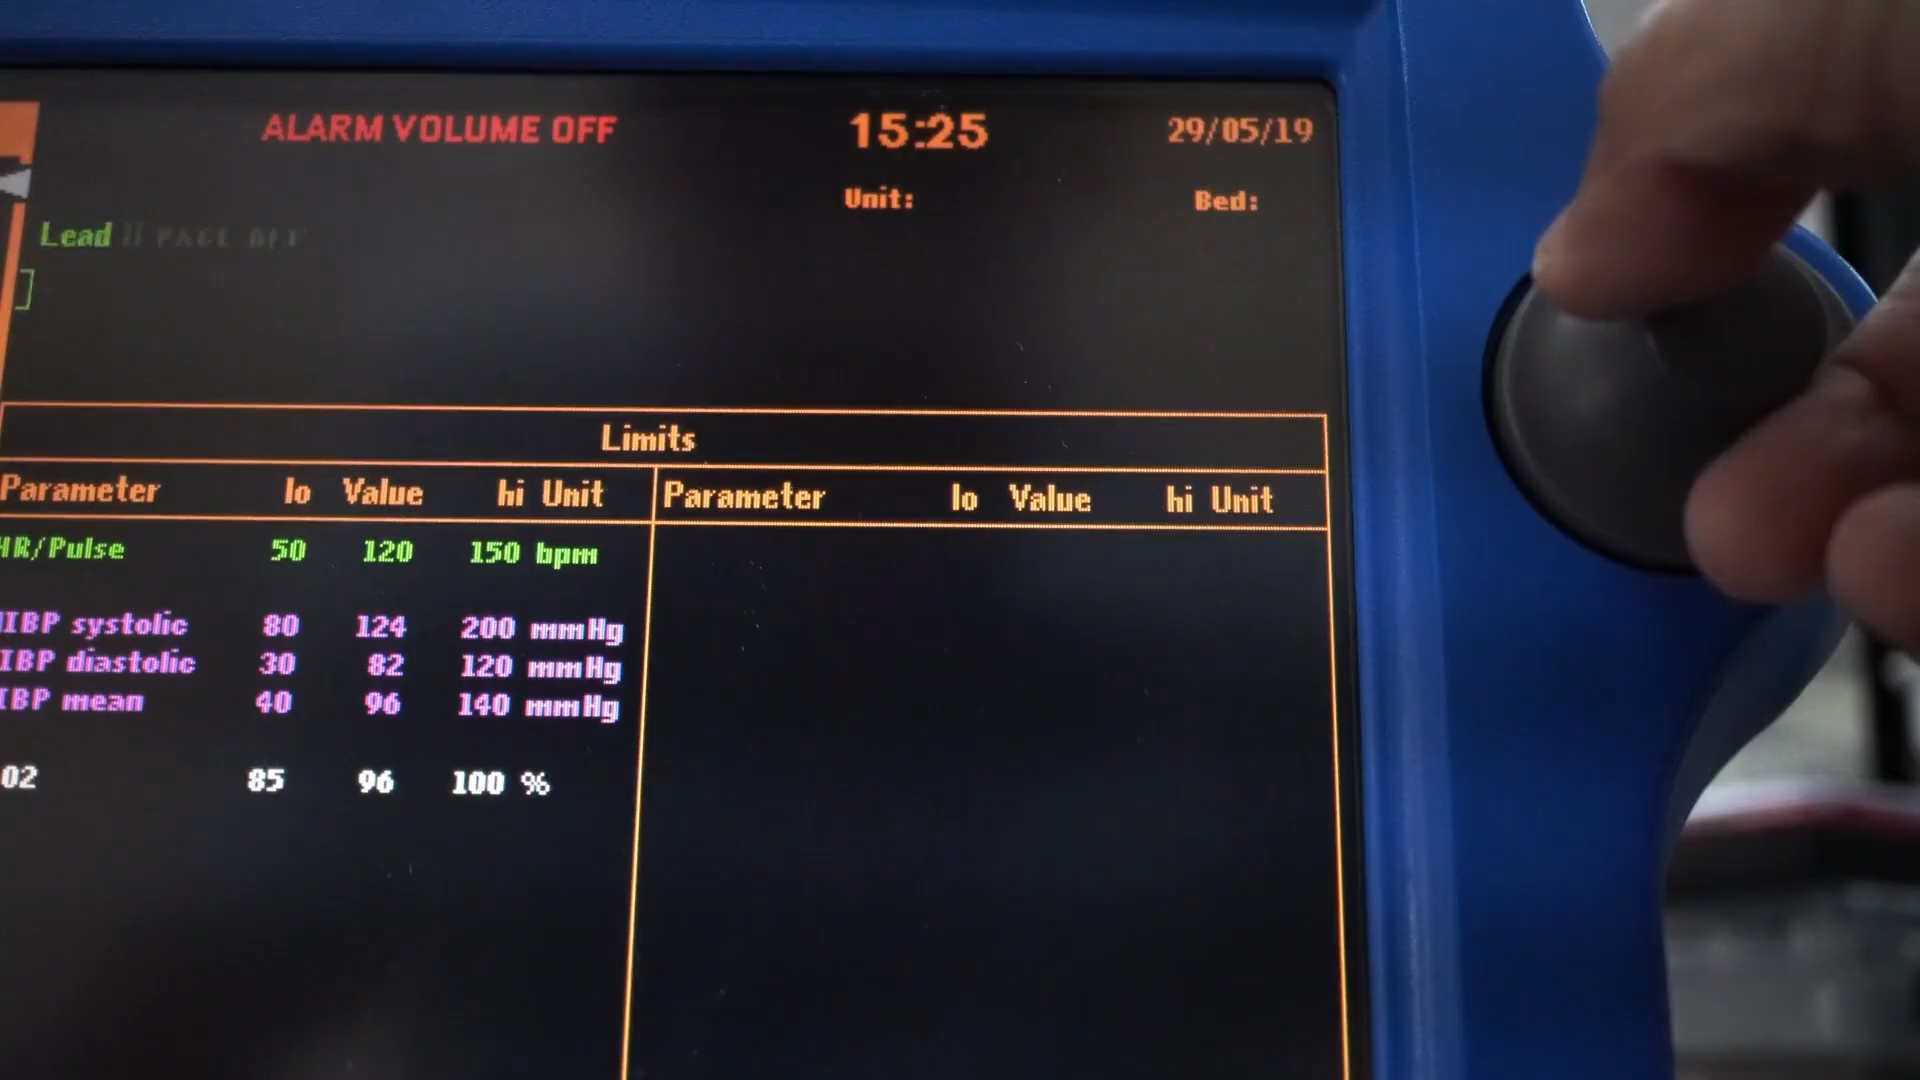 ALARM VOLUME OFF 15:25 29/05/19
Unit: Bed:
Lead
Limits
Parameter lo Value hi Unit Parameter lo Value hi Unit
HR/Pulse 50 120 150 bpm
IBP systolic 80 124 200 mmHg
IBP diastolic 30 82 120 mmHg
IBP mean 40 96 140 mmHg
O2 85 96 100 %